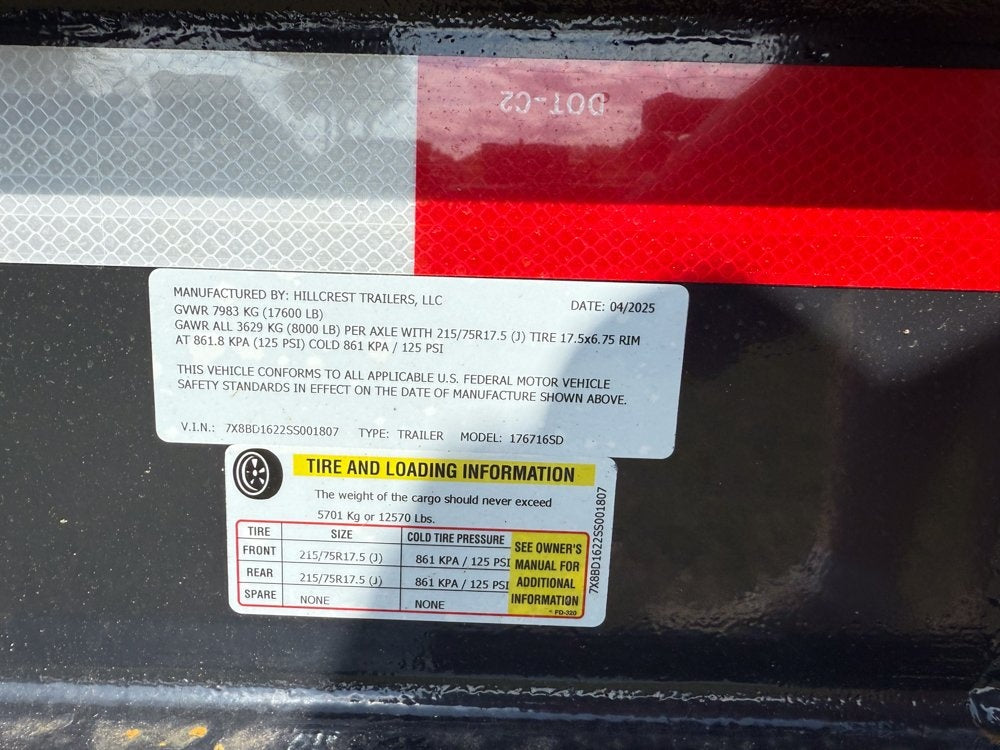 DOT-C2
MANUFACTURED BY: HILLCREST TRAILERS, LLC DATE: 04/2025
GVWR 7983 KG (17600 LB)
GAWR ALL 3629 KG (8000 LB) PER AXLE WITH 215/75R17.5 (J) TIRE 17.5x6.75 RIM
AT 861.8 KPA (125 PSI) COLD 861 KPA / 125 PSI
THIS VEHICLE CONFORMS TO ALL APPLICABLE U.S. FEDERAL MOTOR VEHICLE
SAFETY STANDARDS IN EFFECT ON THE DATE OF MANUFACTURE SHOWN ABOVE.
V.I.N.: 7X8BD1622SS001807 TYPE: TRAILER MODEL: 176716SD
TIRE AND LOADING INFORMATION
The weight of the cargo should never exceed
5701 Kg or 12570 Lbs.
TIRE SIZE COLD TIRE PRESSURE
FRONT 215/75R17.5 (J) 861 KPA / 125 PSI
REAR 215/75R17.5 (J) 861 KPA / 125 PSI
SPARE NONE NONE
SEE OWNER'S
MANUAL FOR
ADDITIONAL
INFORMATION
FD-320
7X8BD1622SS001807